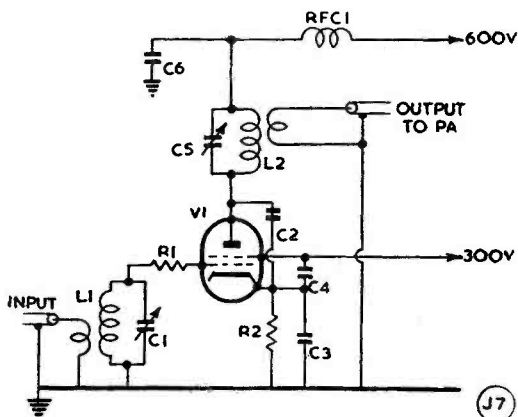 RFC1
600V
C6
OUTPUT
TO PA
C5
L2
V1
C2
R1
300V
C4
L1
INPUT
C1
R2
C3
J7